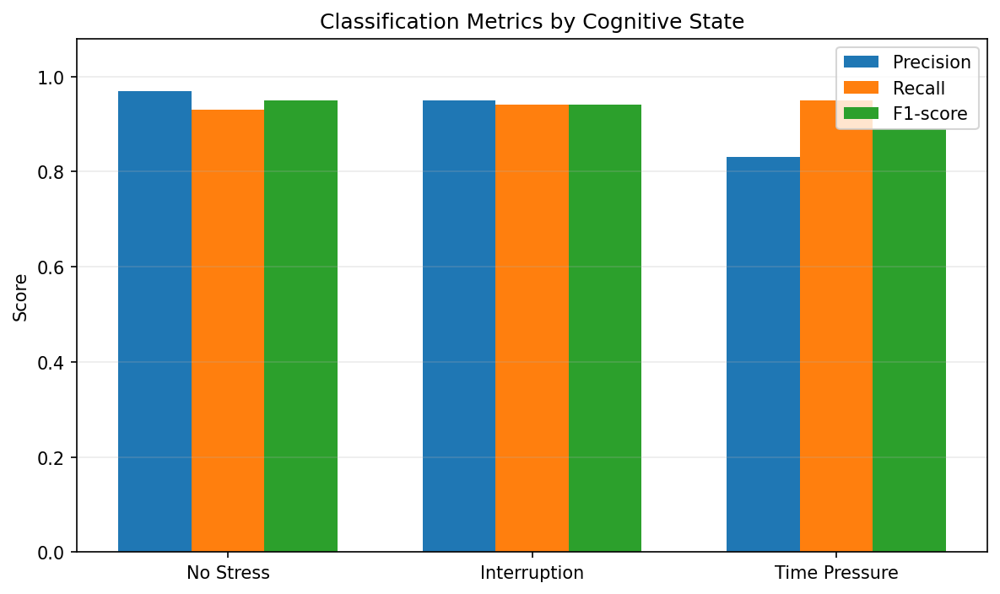 Classification Metrics by Cognitive State
Precision
Recall
F1-score
1.0
0.8
0.6
0.4
0.2
0.0
Score
No Stress
Interruption
Time Pressure